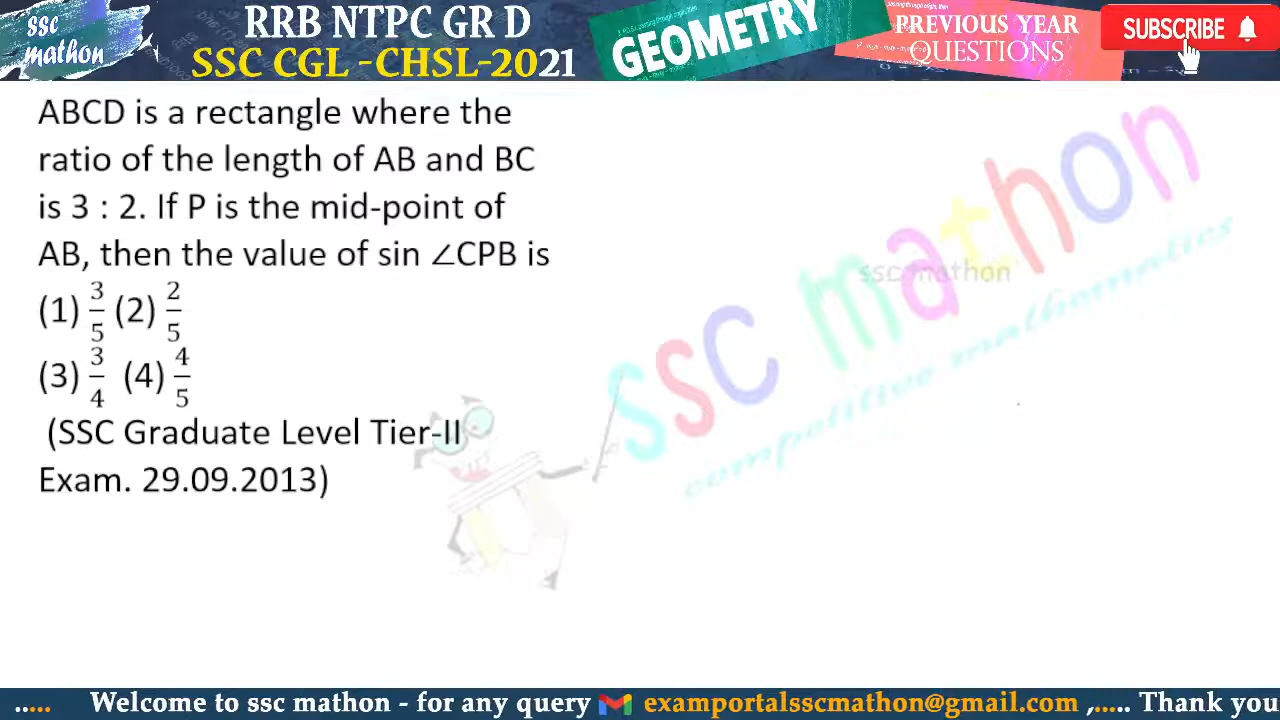 ssc
mathon
RRB NTPC GR D
SSC CGL -CHSL-2021
GEOMETRY
PREVIOUS YEAR
QUESTIONS
SUBSCRIBE
ABCD is a rectangle where the
ratio of the length of AB and BC
is 3 : 2. If P is the mid-point of
AB, then the value of sin ∠CPB is
(1) 3/5 (2) 2/5
(3) 3/4 (4) 4/5
(SSC Graduate Level Tier-II
Exam. 29.09.2013)
ssc mathon
ssc mathon
competitive mathematics
..... Welcome to ssc mathon - for any query examportalsscmathon@gmail.com ,..... Thank you